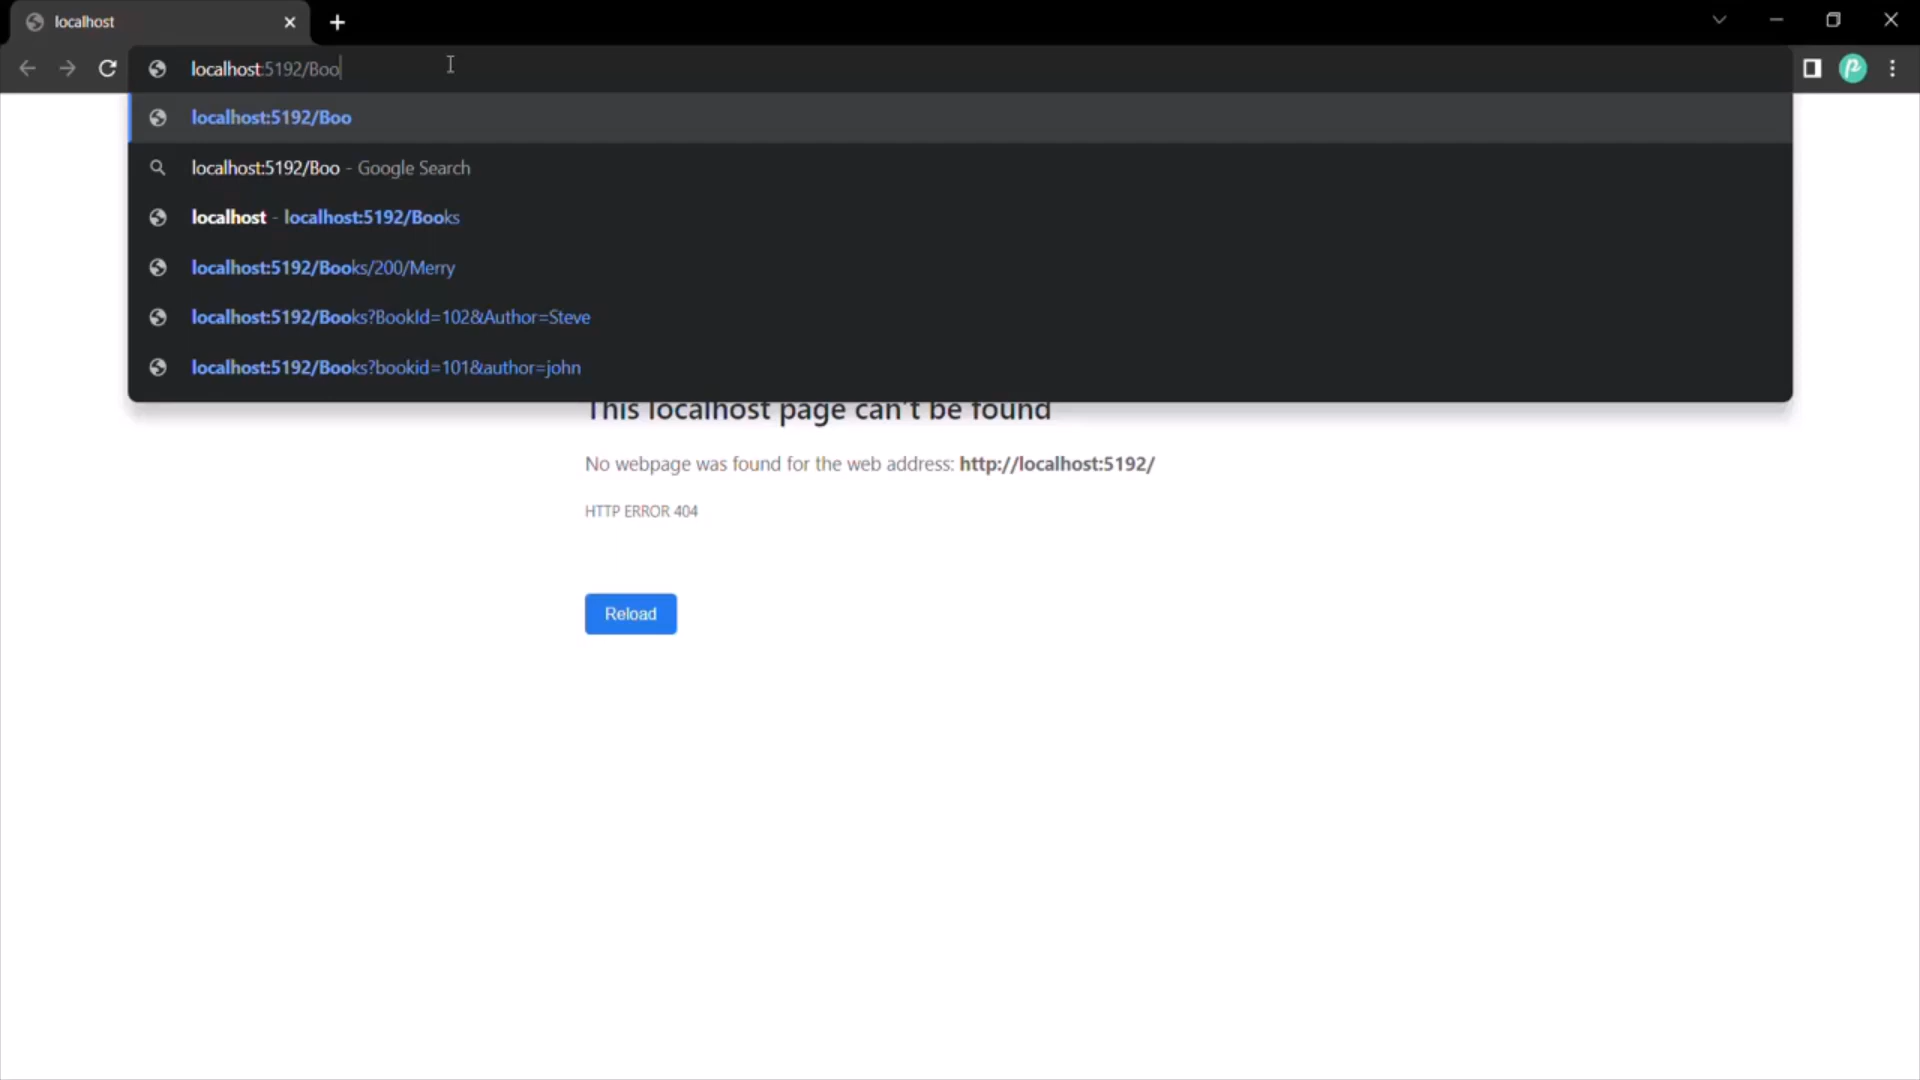 localhost
localhost:5192/Boo
localhost:5192/Boo
localhost:5192/Boo - Google Search
localhost - localhost:5192/Books
localhost:5192/Books/200/Merry
localhost:5192/Books?BookId=102&Author=Steve
localhost:5192/Books?bookid=101&author=john
This localhost page can't be found
No webpage was found for the web address: http://localhost:5192/
HTTP ERROR 404
Reload